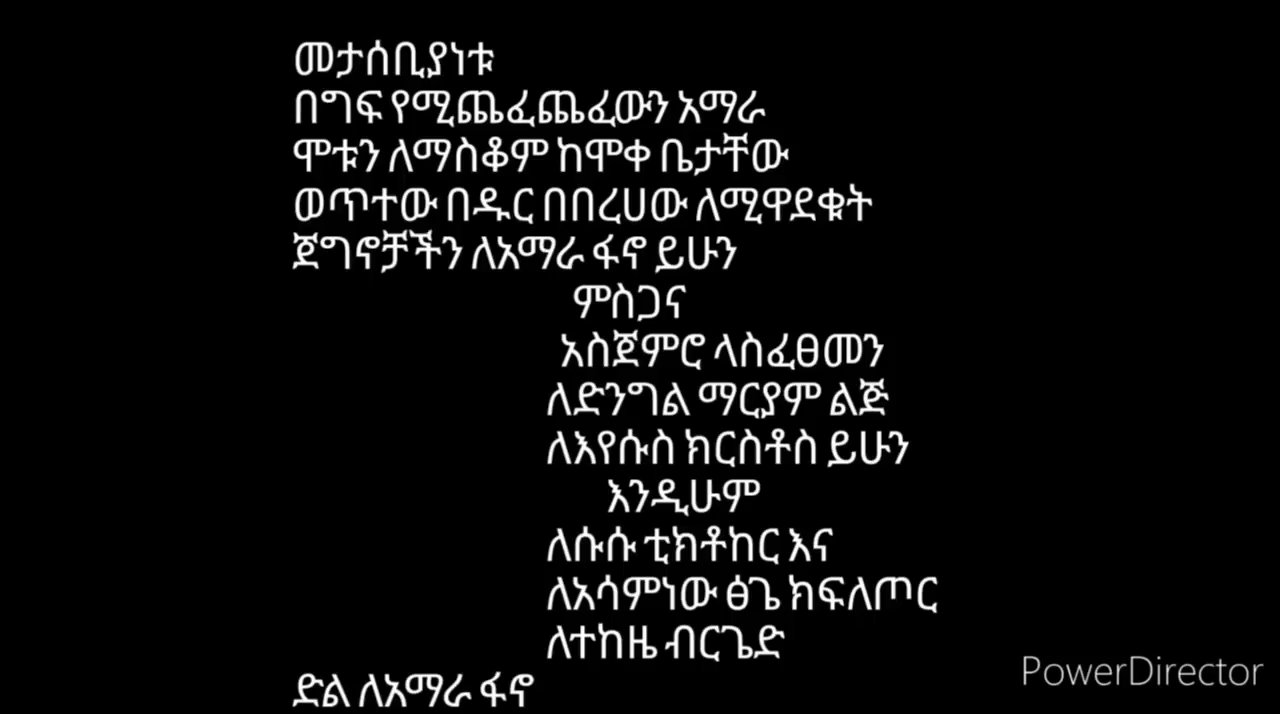 መታሰቢያነቱ
በግፍ የሚጨፈጨፈውን አማራ
ሞቱን ለማስቆም ከሞቀ ቤታቸው
ወጥተው በዱር በበረሀው ለሚዋደቁት
ጀግኖቻችን ለአማራ ፋኖ ይሁን
ምስጋና
አስጀምሮ ላስፈፀመን
ለድንግል ማርያም ልጅ
ለእየሱስ ክርስቶስ ይሁን
እንዲሁም
ለሱሱ ቲክቶከር እና
ለአሳምነው ፅጌ ክፍለጦር
ለተከዜ ብርጌድ
ድል ለአማራ ፋኖ
PowerDirector